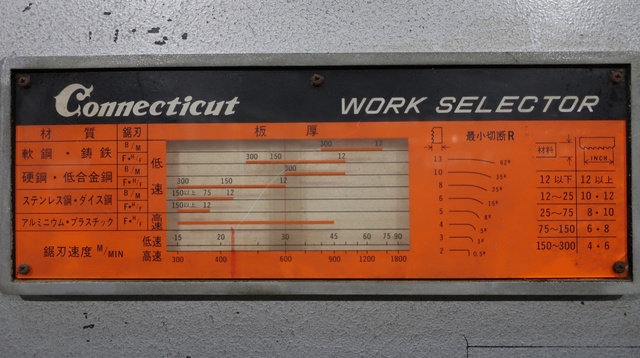 Connecticut WORK SELECTOR
材質 鋸刃 板厚 最小切断R
軟鋼・鋳鉄 B/M F•H/r 低速 300 12
300 150 12
硬鋼・低合金鋼 B/M F•H/r 300 12
300 150 12
ステンレス鋼・ダイス鋼 B/M F•H/r 150以上 75 12
150以上 12
アルミニウム・プラスチック F•H/r 高速
鋸刃速度 M/MIN 低速 15 20 30 45 60 75 90
高速 300 400 600 900 1200 1800
13
10
8
6
5
4
3
2
材料 INCH
12以下 12以上
12~25 10・12
25~75 8・10
75~150 6・8
150~300 4・6